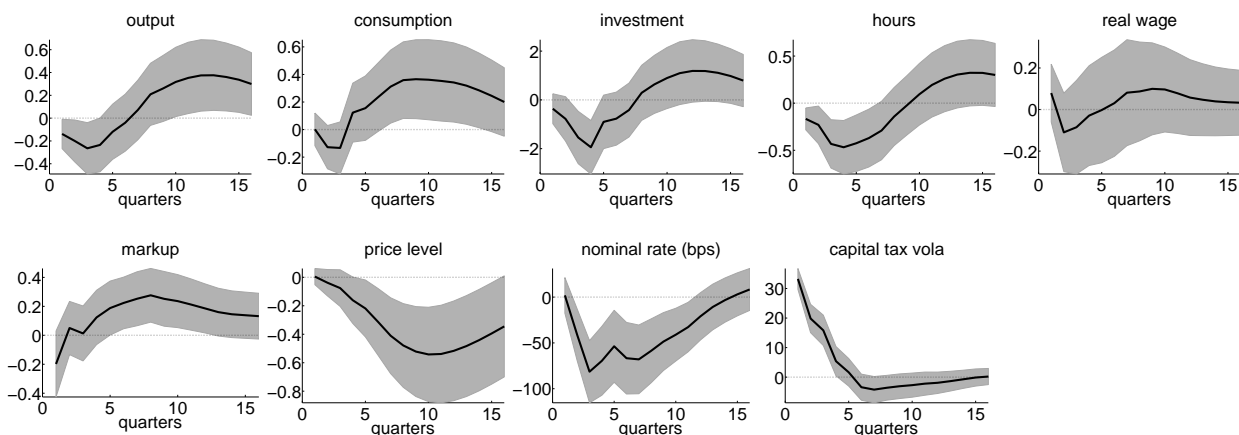 output consumption investment hours real wage
0.6 0.4 0.2 0 −0.2 −0.4
0 5 10 15
quarters
0.6 0.4 0.2 0 −0.2
0 5 10 15
quarters
2 0 −2
0 5 10 15
quarters
0.5 0 −0.5
0 5 10 15
quarters
0.2 0 −0.2
0 5 10 15
quarters
markup price level nominal rate (bps) capital tax vola
0.4 0.2 0 −0.2 −0.4
0 5 10 15
quarters
0 −0.2 −0.4 −0.6 −0.8
0 5 10 15
quarters
0 −50 −100
0 5 10 15
quarters
30 20 10 0
0 5 10 15
quarters